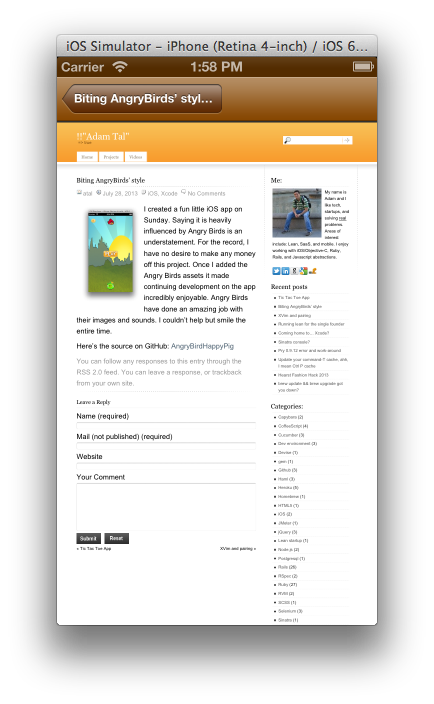 iOS Simulator – iPhone (Retina 4-inch) / iOS 6...
Carrier
1:58 PM
Biting AngryBirds' styl...
!!"Adam Tal"
Home Projects Videos
Biting AngryBirds' style
atal July 28, 2013 iOS, Xcode No Comments
I created a fun little iOS app on
Sunday. Saying it is heavily
influenced by Angry Birds is an
understatement. For the record, I
have no desire to make any money
off this project. Once I added the
Angry Birds assets it made
continuing development on the app
incredibly enjoyable. Angry Birds
have done an amazing job with
their images and sounds. I couldn't help but smile the
entire time.
Here's the source on GitHub: AngryBirdHappyPig
You can follow any responses to this entry through the
RSS 2.0 feed. You can leave a response, or trackback
from your own site.
Leave a Reply
Name (required)
Mail (not published) (required)
Website
Your Comment
Submit Reset
« Tic Tac Toe App XVim and pairing »
Me:
My name is
Adam and I
like tech,
startups, and
solving real
problems.
Areas of
interest
include: Lean, SaaS, and mobile. I enjoy
working with iOS/Objective-C, Ruby,
Rails, and Javascript abstractions.
Recent posts
Tic Tac Toe App
Biting AngryBirds' style
XVim and pairing
Running lean for the single founder
Coming home to... Xcode?
Sinatra console?
Pry 0.9.12 error and work-around
Update your command-T cache, ahh,
I mean Ctrl P cache
Hearst Fashion Hack 2013
brew update && brew upgrade got
you down?
Categories:
Capybara (2)
CoffeeScript (4)
Cucumber (3)
Dev environment (3)
Devise (1)
gem (1)
Github (3)
Haml (3)
Heroku (5)
Homebrew (1)
HTML5 (1)
iOS (2)
JMeter (1)
jQuery (3)
Lean startup (1)
Node.js (2)
Postgresql (1)
Rails (26)
RSpec (2)
Ruby (27)
RVM (2)
SCSS (1)
Selenium (3)
Sinatra (1)